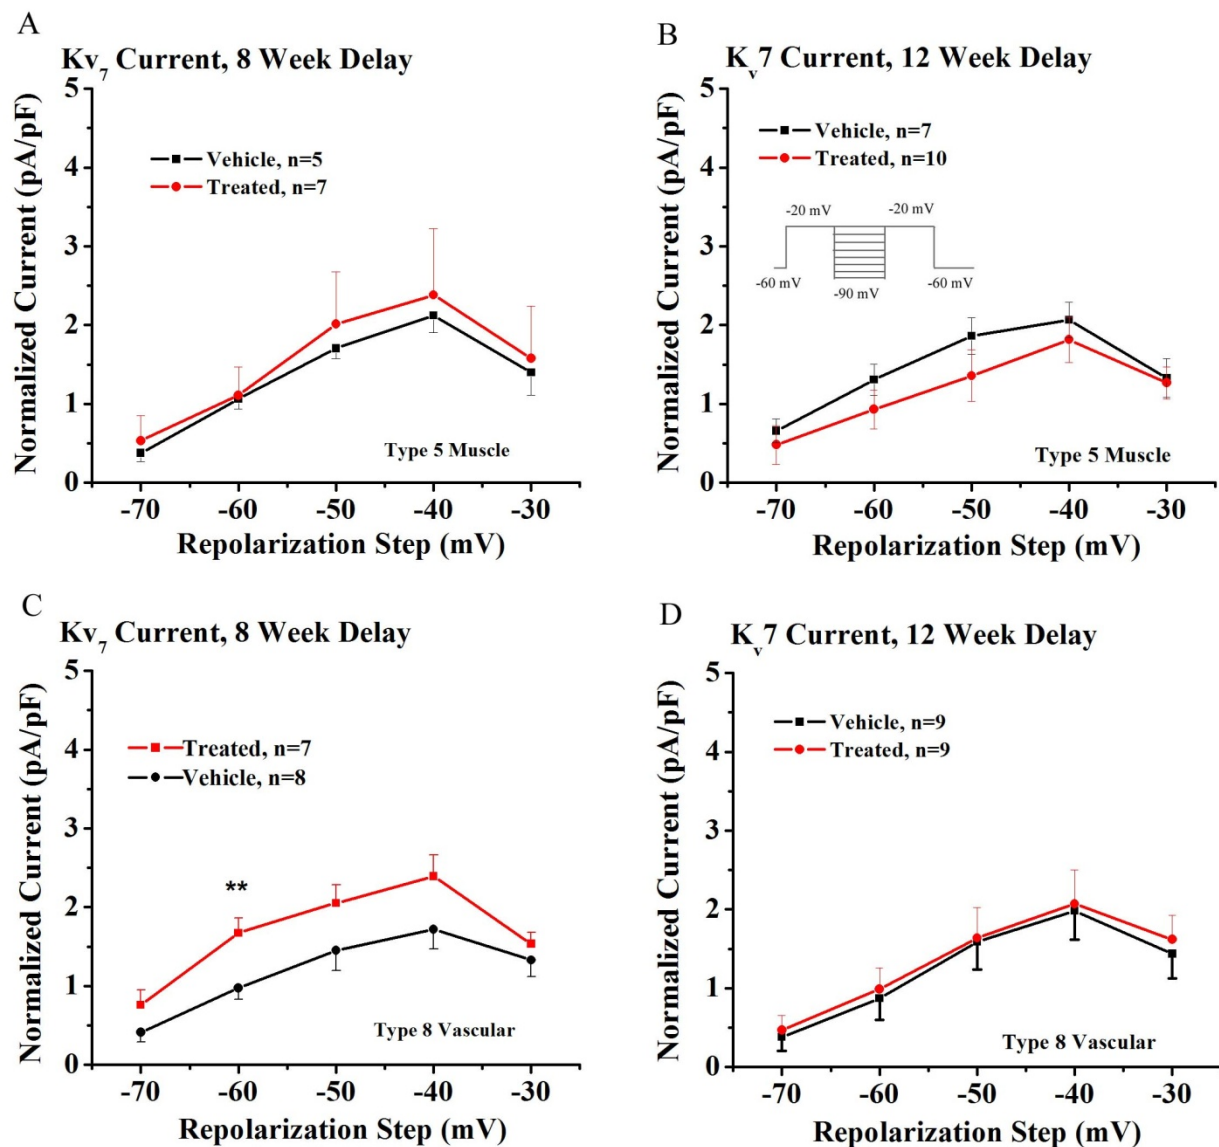 A
Kv7 Current, 8 Week Delay
Normalized Current (pA/pF)
5
4
3
2
1
0
Vehicle, n=5
Treated, n=7
Type 5 Muscle
-70 -60 -50 -40 -30
Repolarization Step (mV)
B
Kv7 Current, 12 Week Delay
Normalized Current (pA/pF)
5
4
3
2
1
0
Vehicle, n=7
Treated, n=10
-20 mV -20 mV
-60 mV -90 mV -60 mV
Type 5 Muscle
-70 -60 -50 -40 -30
Repolarization Step (mV)
C
Kv7 Current, 8 Week Delay
Normalized Current (pA/pF)
5
4
3
2
1
0
Treated, n=7
Vehicle, n=8
**
Type 8 Vascular
-70 -60 -50 -40 -30
Repolarization Step (mV)
D
Kv7 Current, 12 Week Delay
Normalized Current (pA/pF)
5
4
3
2
1
0
Vehicle, n=9
Treated, n=9
Type 8 Vascular
-70 -60 -50 -40 -30
Repolarization Step (mV)